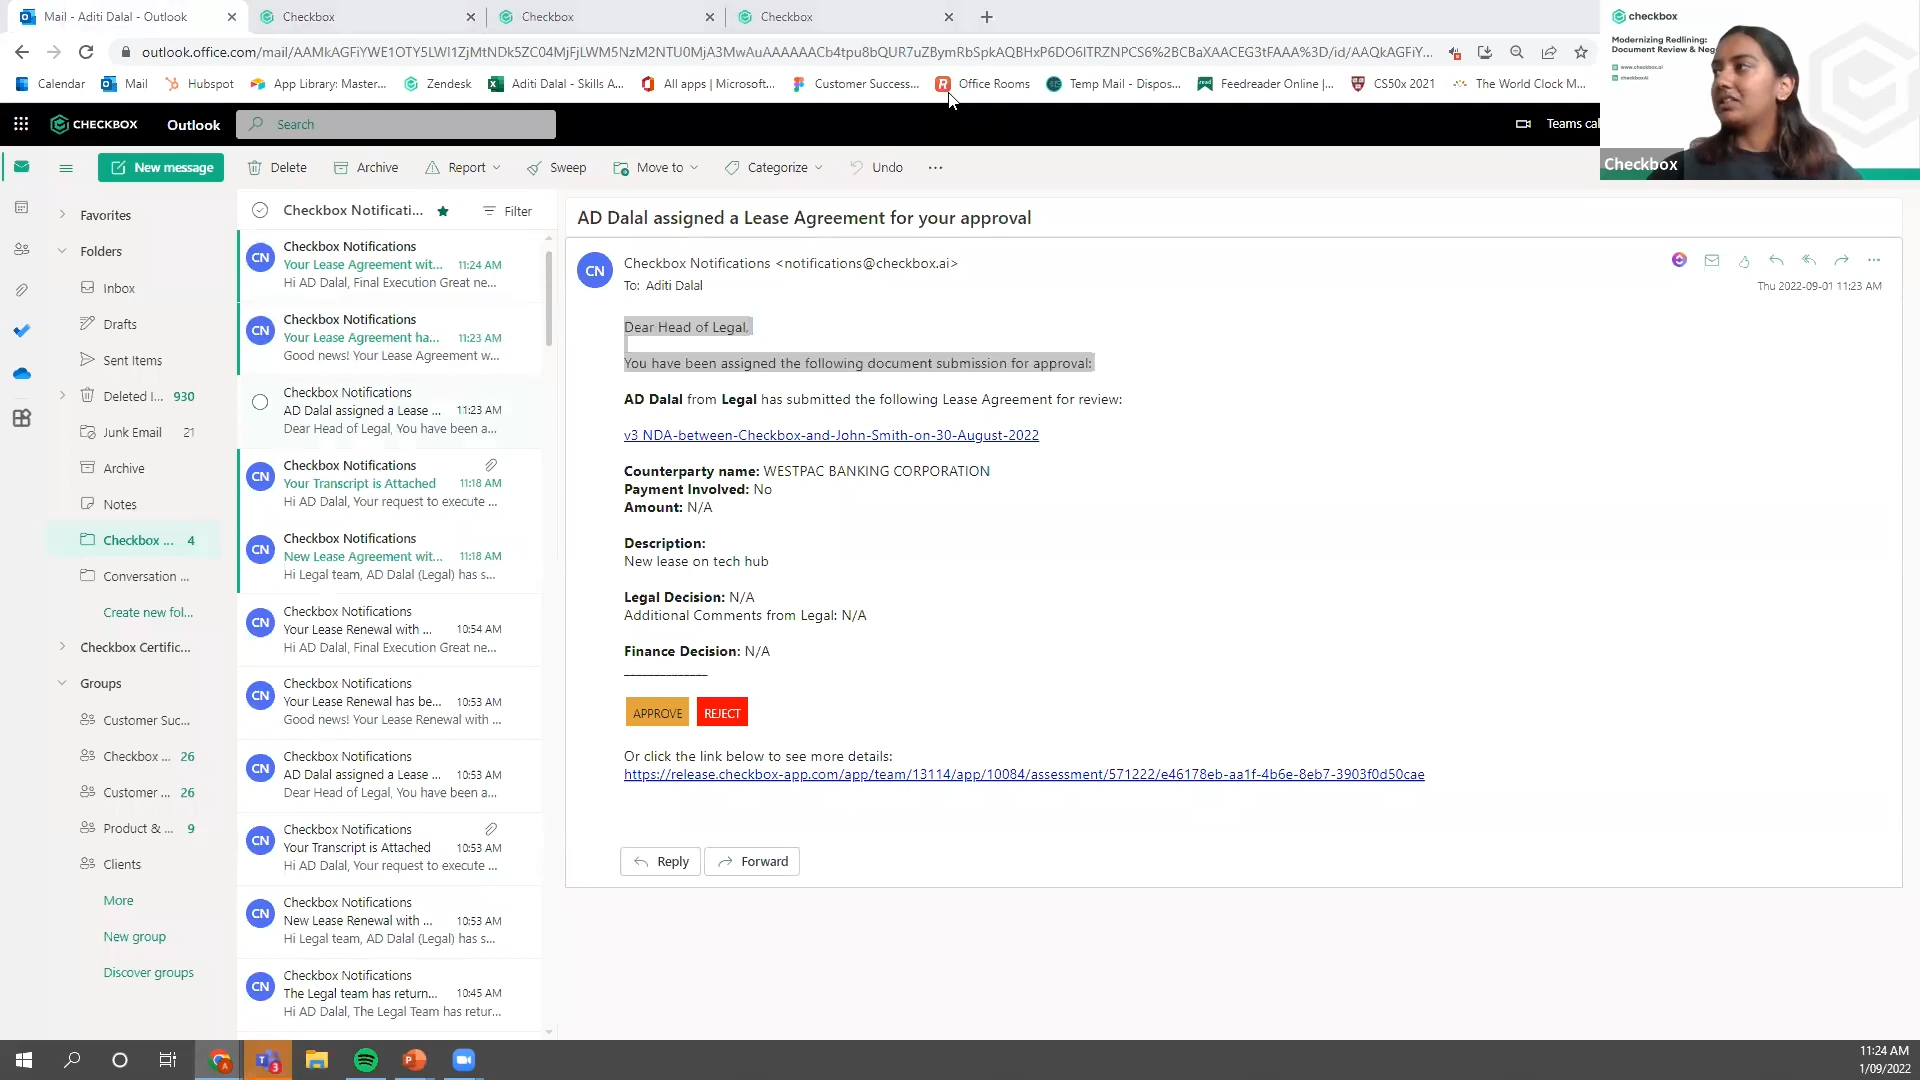 Mail - Aditi Dalal - Outlook
Checkbox
Checkbox
Checkbox
outlook.office.com/mail/AAMkAGFiYWE1OTY5LWI1ZjMtNDk5ZC04MjFjLWM5NzM2NTU0MjA3MwAuAAAAAACb4tpu8bQUR7uZBymRbSpkAQBHxP6DO6ITRZNPCS6%2BCBaXAACEG3tFAAA%3D/id/AAQkAGFiY...
Calendar
Mail
Hubspot
App Library: Master...
Zendesk
Aditi Dalal - Skills A...
All apps | Microsoft...
Customer Success...
Office Rooms
Temp Mail - Dispos...
Feedreader Online |...
CS50x 2021
The World Clock M...
checkbox
Modernizing Redlining:
Document Review & Neg
www.checkbox.ai
checkboxAI
Checkbox
CHECKBOX
Outlook
Search
Teams cal
New message
Delete
Archive
Report
Sweep
Move to
Categorize
Undo
Favorites
Folders
Inbox
Drafts
Sent Items
Deleted I... 930
Junk Email 21
Archive
Notes
Checkbox ... 4
Conversation ...
Create new fol...
Checkbox Certific...
Groups
Customer Suc...
Checkbox ... 26
Customer ... 26
Product & ... 9
Clients
More
New group
Discover groups
Checkbox Notificati...
Filter
CN
Checkbox Notifications
Your Lease Agreement wit... 11:24 AM
Hi AD Dalal, Final Execution Great ne...
CN
Checkbox Notifications
Your Lease Agreement ha... 11:23 AM
Good news! Your Lease Agreement w...
Checkbox Notifications
AD Dalal assigned a Lease ... 11:23 AM
Dear Head of Legal, You have been a...
CN
Checkbox Notifications
Your Transcript is Attached 11:18 AM
Hi AD Dalal, Your request to execute ...
CN
Checkbox Notifications
New Lease Agreement wit... 11:18 AM
Hi Legal team, AD Dalal (Legal) has s...
CN
Checkbox Notifications
Your Lease Renewal with ... 10:54 AM
Hi AD Dalal, Final Execution Great ne...
CN
Checkbox Notifications
Your Lease Renewal has be... 10:53 AM
Good news! Your Lease Renewal with ...
CN
Checkbox Notifications
AD Dalal assigned a Lease ... 10:53 AM
Dear Head of Legal, You have been a...
CN
Checkbox Notifications
Your Transcript is Attached 10:53 AM
Hi AD Dalal, Your request to execute ...
CN
Checkbox Notifications
New Lease Renewal with ... 10:53 AM
Hi Legal team, AD Dalal (Legal) has s...
CN
Checkbox Notifications
The Legal team has return... 10:45 AM
Hi AD Dalal, The Legal Team has retur...
AD Dalal assigned a Lease Agreement for your approval
CN
Checkbox Notifications <notifications@checkbox.ai>
To: Aditi Dalal
Thu 2022-09-01 11:23 AM
Dear Head of Legal,
You have been assigned the following document submission for approval:
AD Dalal from Legal has submitted the following Lease Agreement for review:
v3 NDA-between-Checkbox-and-John-Smith-on-30-August-2022
Counterparty name: WESTPAC BANKING CORPORATION
Payment Involved: No
Amount: N/A
Description:
New lease on tech hub
Legal Decision: N/A
Additional Comments from Legal: N/A
Finance Decision: N/A
APPROVE REJECT
Or click the link below to see more details:
https://release.checkbox-app.com/app/team/13114/app/10084/assessment/571222/e46178eb-aa1f-4b6e-8eb7-3903f0d50cae
Reply
Forward
11:24 AM
1/09/2022